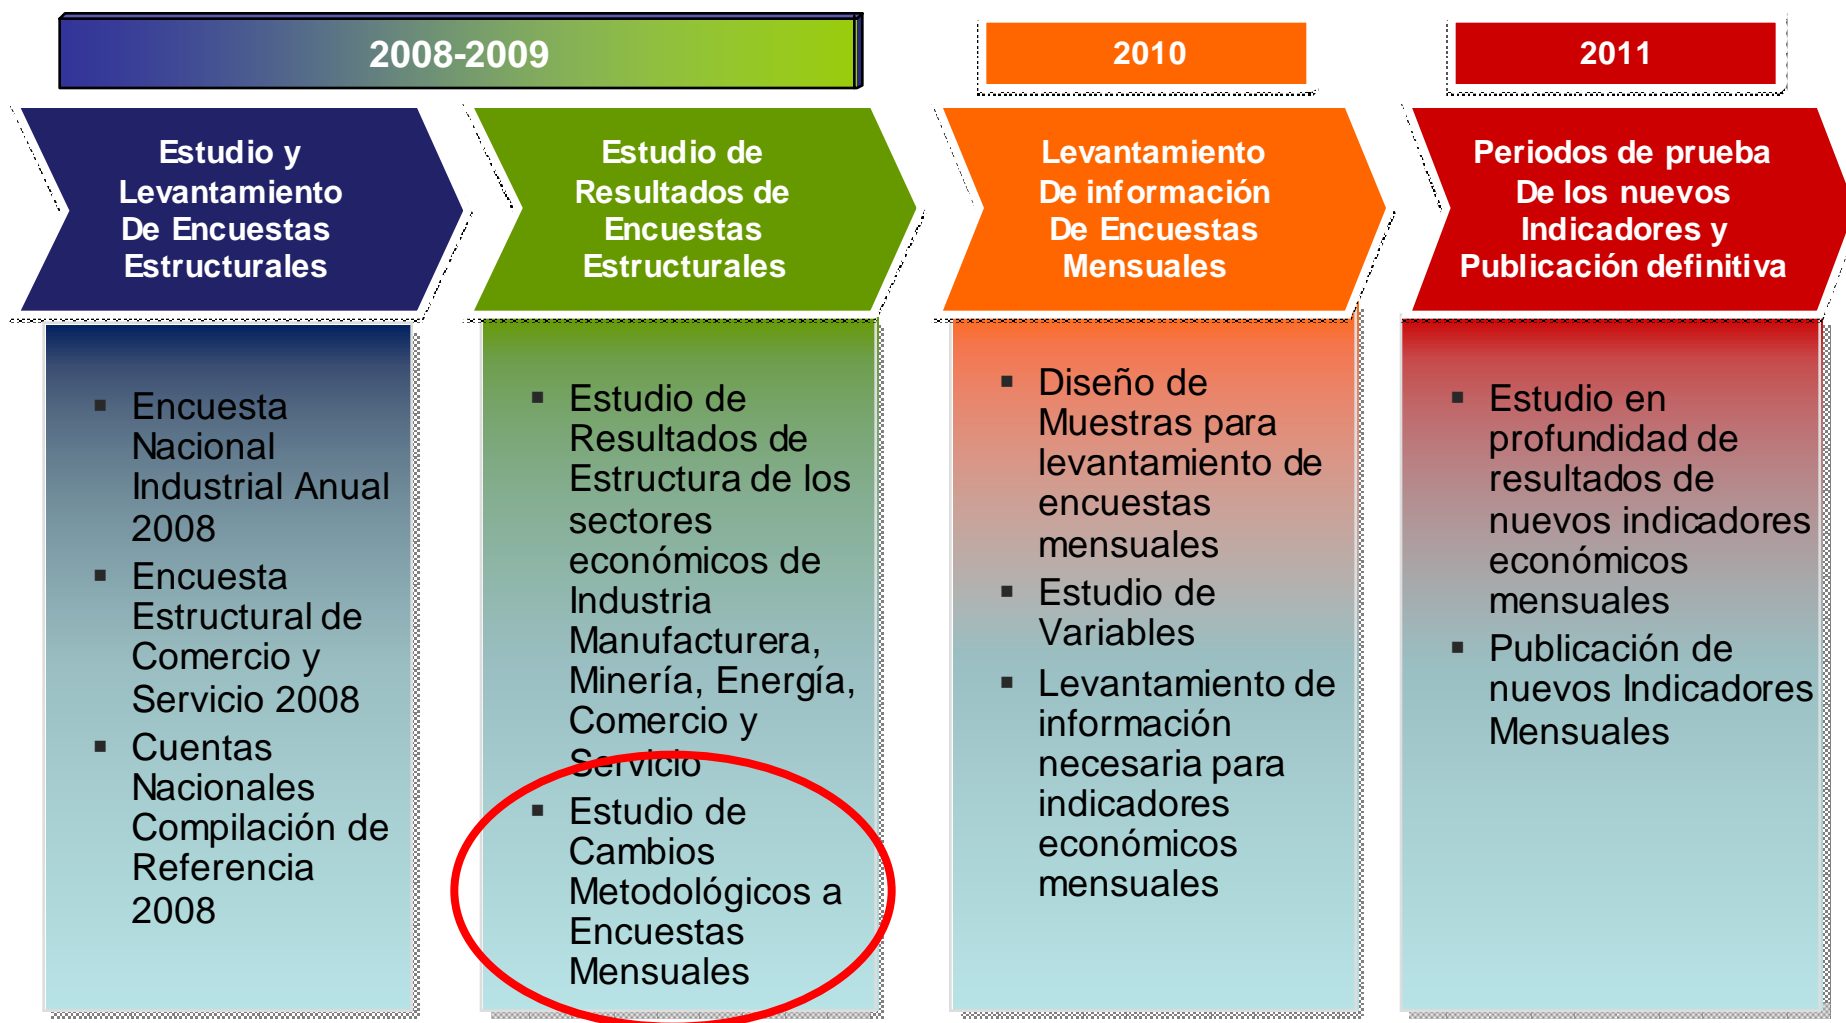 2008-2009
2010
2011
Estudio y
Levantamiento
De Encuestas
Estructurales
Estudio de
Resultados de
Encuestas
Estructurales
Levantamiento
De información
De Encuestas
Mensuales
Periodos de prueba
De los nuevos
Indicadores y
Publicación definitiva
▪ Encuesta
Nacional
Industrial Anual
2008
▪ Encuesta
Estructural de
Comercio y
Servicio 2008
▪ Cuentas
Nacionales
Compilación de
Referencia
2008
▪ Estudio de
Resultados de
Estructura de los
sectores
económicos de
Industria
Manufacturera,
Minería, Energía,
Comercio y
Servicio
▪ Estudio de
Cambios
Metodológicos a
Encuestas
Mensuales
▪ Diseño de
Muestras para
levantamiento de
encuestas
mensuales
▪ Estudio de
Variables
▪ Levantamiento de
información
necesaria para
indicadores
económicos
mensuales
▪ Estudio en
profundidad de
resultados de
nuevos indicadores
económicos
mensuales
▪ Publicación de
nuevos Indicadores
Mensuales